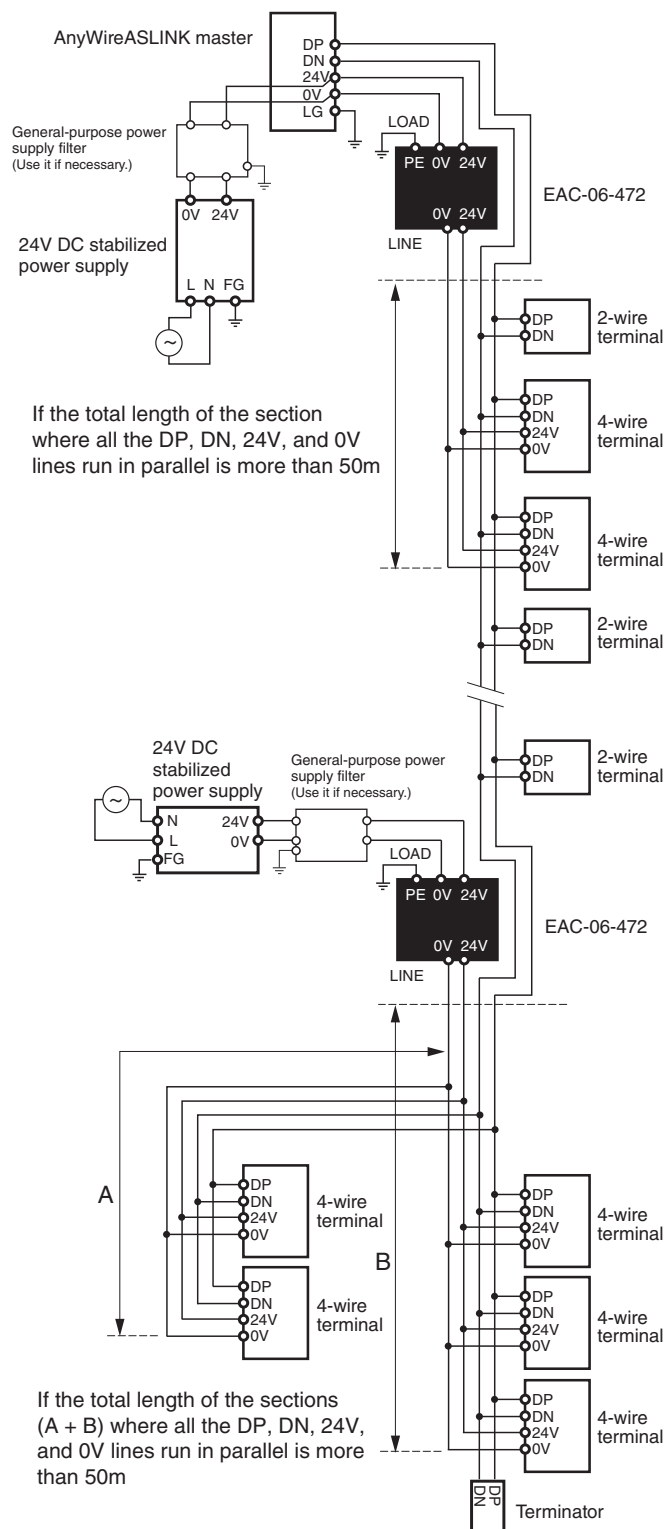 AnyWireASLINK master
DP
DN
24V
0V
LG
General-purpose power
supply filter
(Use it if necessary.)
LOAD
PE 0V 24V
0V 24V
LINE
EAC-06-472
0V 24V
24V DC stabilized
power supply
L N FG
~
If the total length of the section
where all the DP, DN, 24V, and 0V
lines run in parallel is more than 50m
DP
DN
2-wire
terminal
DP
DN
24V
0V
4-wire
terminal
DP
DN
24V
0V
4-wire
terminal
DP
DN
2-wire
terminal
DP
DN
2-wire
terminal
24V DC
stabilized
power supply
General-purpose power
supply filter
(Use it if necessary.)
~
N
L
FG
24V
0V
LOAD
PE 0V 24V
0V 24V
LINE
EAC-06-472
A
B
DP
DN
24V
0V
4-wire
terminal
DP
DN
24V
0V
4-wire
terminal
DP
DN
24V
0V
4-wire
terminal
DP
DN
24V
0V
4-wire
terminal
DP
DN
24V
0V
4-wire
terminal
If the total length of the sections
(A + B) where all the DP, DN, 24V,
and 0V lines run in parallel is more
than 50m
DP
DN
Terminator